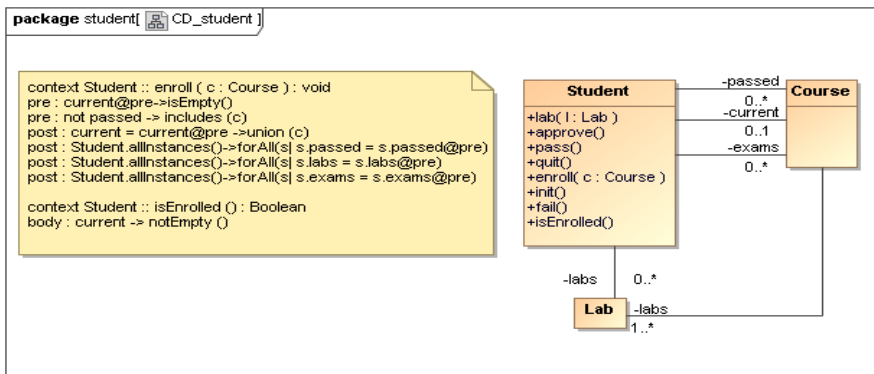 package student[ CD_student ]
context Student :: enroll ( c : Course ) : void
pre : current@pre->isEmpty()
pre : not passed -> includes (c)
post : current = current@pre ->union (c)
post : Student.allInstances()->forAll(s| s.passed = s.passed@pre)
post : Student.allInstances()->forAll(s| s.labs = s.labs@pre)
post : Student.allInstances()->forAll(s| s.exams = s.exams@pre)
context Student :: isEnrolled () : Boolean
body : current -> notEmpty ()
Student
+lab( l : Lab )
+approve()
+pass()
+quit()
+enroll( c : Course )
+init()
+fail()
+isEnrolled()
-passed
0..*
-current
0..1
-exams
0..*
Course
-labs
0..*
Lab
-labs
1..*